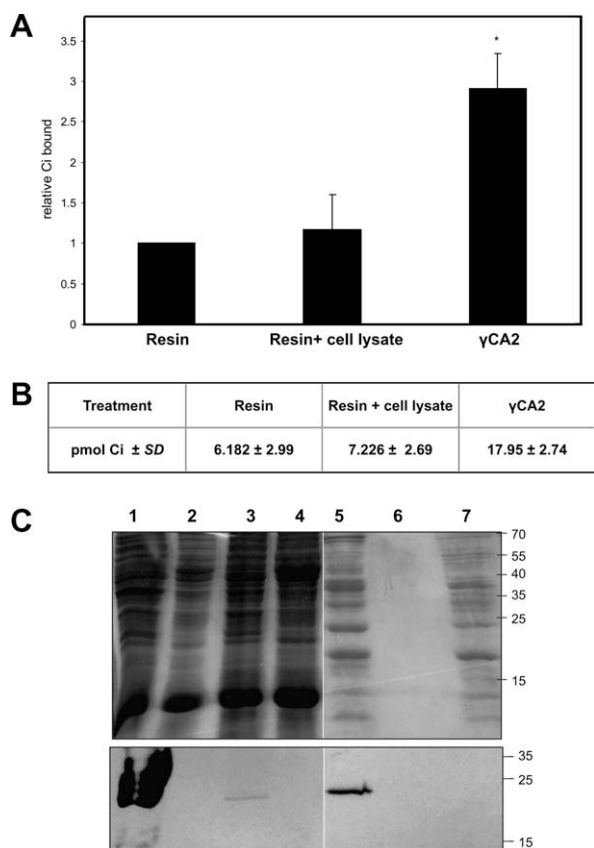 A
3.5
*
3
2.5
2
1.5
1
0.5
0
relative Ci bound
Resin Resin+ cell lysate γCA2
B
Treatment Resin Resin + cell lysate γCA2
pmol Ci ± SD 6.182 ± 2.99 7.226 ± 2.69 17.95 ± 2.74
C
1 2 3 4 5 6 7
70
55
40
35
25
15
35
25
15